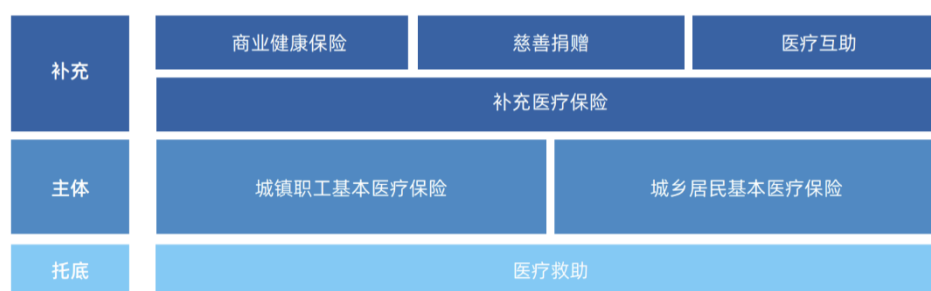 补充
商业健康保险
慈善捐赠
医疗互助
补充医疗保险
主体
城镇职工基本医疗保险
城乡居民基本医疗保险
托底
医疗救助